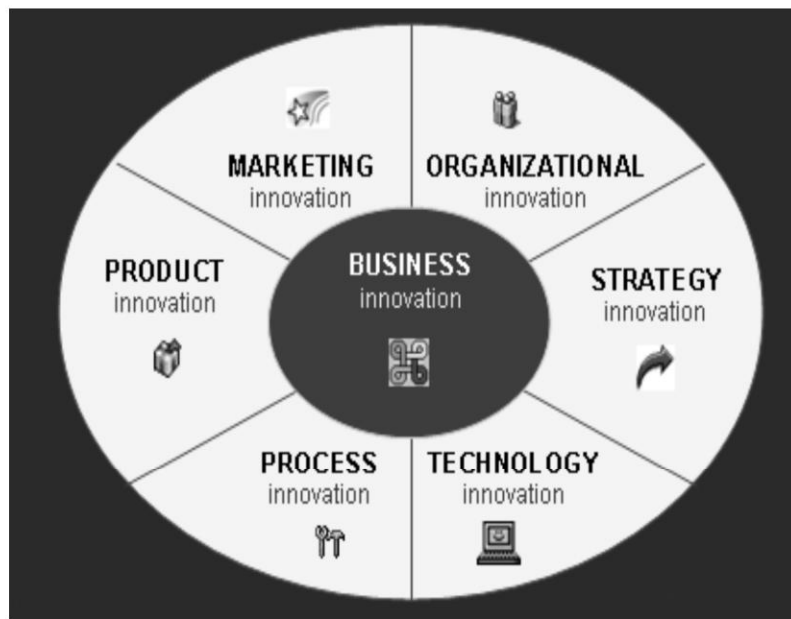 MARKETING
innovation
ORGANIZATIONAL
innovation
PRODUCT
innovation
BUSINESS
innovation
STRATEGY
innovation
PROCESS
innovation
TECHNOLOGY
innovation